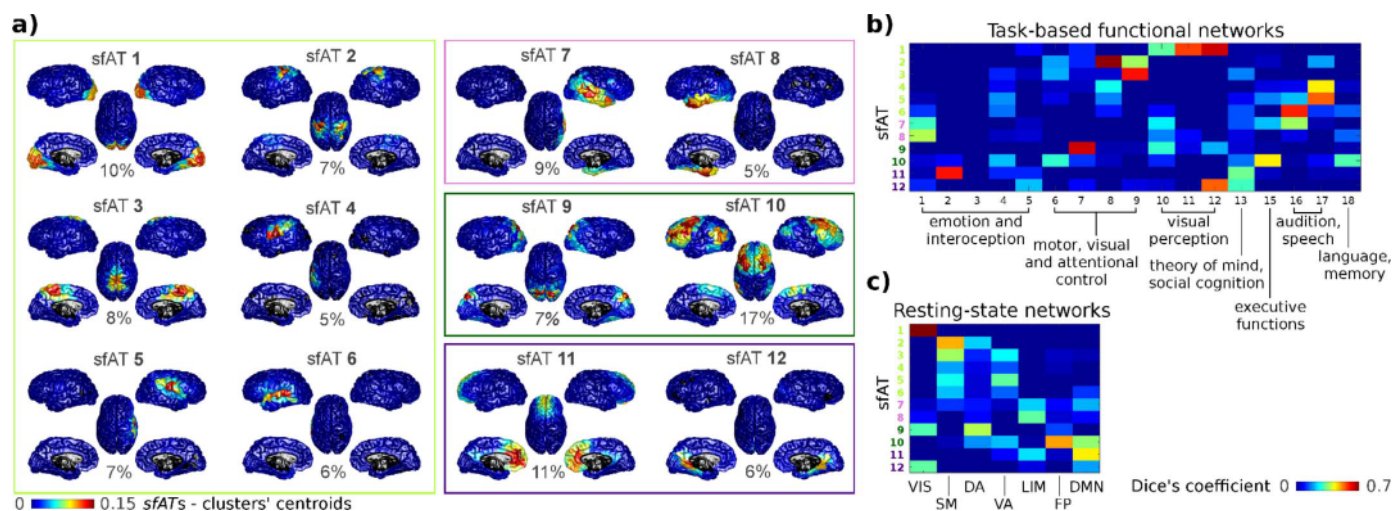 a)
sfAT 1
10%
sfAT 2
7%
sfAT 3
8%
sfAT 4
5%
sfAT 5
7%
sfAT 6
6%
sfAT 7
9%
sfAT 8
5%
sfAT 9
7%
sfAT 10
17%
sfAT 11
11%
sfAT 12
6%
0 0.15 sfATs - clusters' centroids
b)
Task-based functional networks
sfAT
1
2
3
4
5
6
7
8
9
10
11
12
1 2 3 4 5 6 7 8 9 10 11 12 13 15 16 17 18
emotion and
interoception
motor, visual
and attentional
control
visual
perception
theory of mind,
social cognition
executive
functions
audition,
speech
language,
memory
c)
Resting-state networks
sfAT
1
2
3
4
5
6
7
8
9
10
11
12
VIS DA LIM DMN
SM VA FP
Dice's coefficient 0 0.7